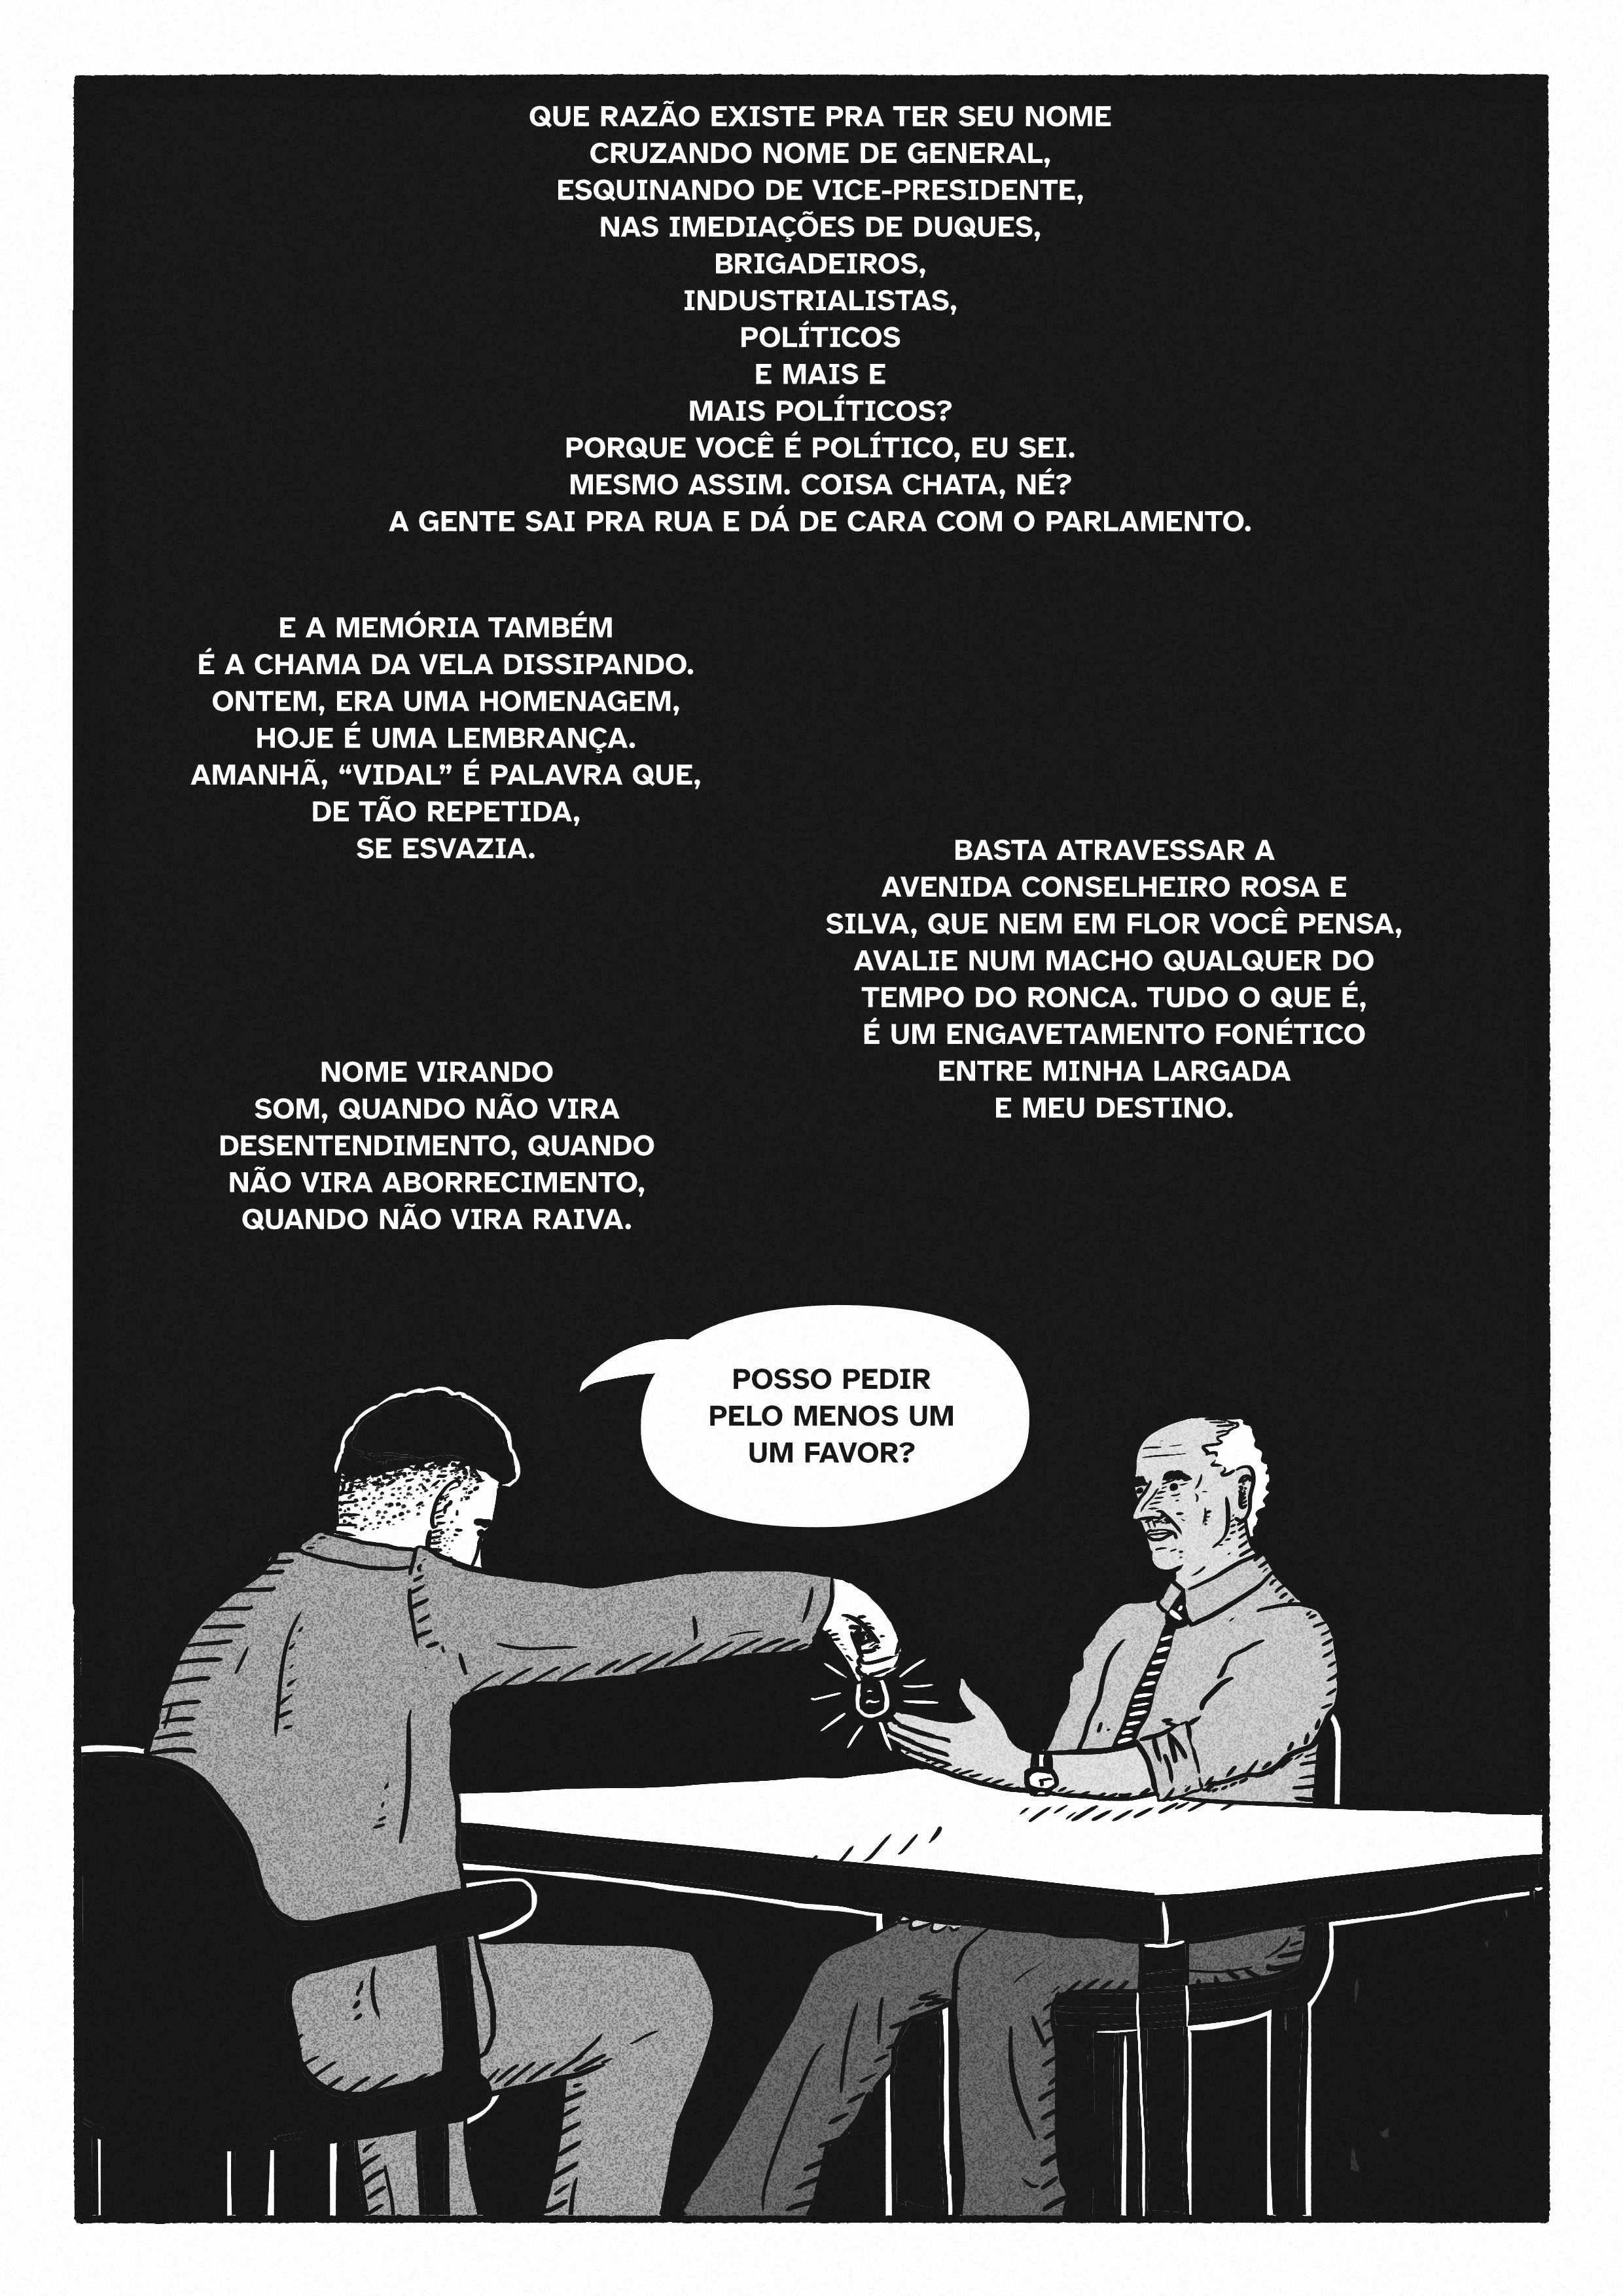 QUE RAZÃO EXISTE PRA TER SEU NOME
CRUZANDO NOME DE GENERAL,
ESQUINANDO DE VICE-PRESIDENTE,
NAS IMEDIAÇÕES DE DUQUES,
BRIGADEIROS,
INDUSTRIALISTAS,
POLÍTICOS
E MAIS E
MAIS POLÍTICOS?
PORQUE VOCÊ É POLÍTICO, EU SEI.
MESMO ASSIM. COISA CHATA, NÉ?
A GENTE SAI PRA RUA E DÁ DE CARA COM O PARLAMENTO.
E A MEMÓRIA TAMBÉM
É A CHAMA DA VELA DISSIPANDO.
ONTEM, ERA UMA HOMENAGEM,
HOJE É UMA LEMBRANÇA.
AMANHÃ, “VIDAL” É PALAVRA QUE,
DE TÃO REPETIDA,
SE ESVAZIA.
BASTA ATRAVESSAR A
AVENIDA CONSELHEIRO ROSA E
SILVA, QUE NEM EM FLOR VOCÊ PENSA,
AVALIE NUM MACHO QUALQUER DO
TEMPO DO RONCA. TUDO O QUE É,
É UM ENGAVETAMENTO FONÉTICO
ENTRE MINHA LARGADA
E MEU DESTINO.
NOME VIRANDO
SOM, QUANDO NÃO VIRA
DESENTENDIMENTO, QUANDO
NÃO VIRA ABORRECIMENTO,
QUANDO NÃO VIRA RAIVA.
POSSO PEDIR
PELO MENOS UM
UM FAVOR?